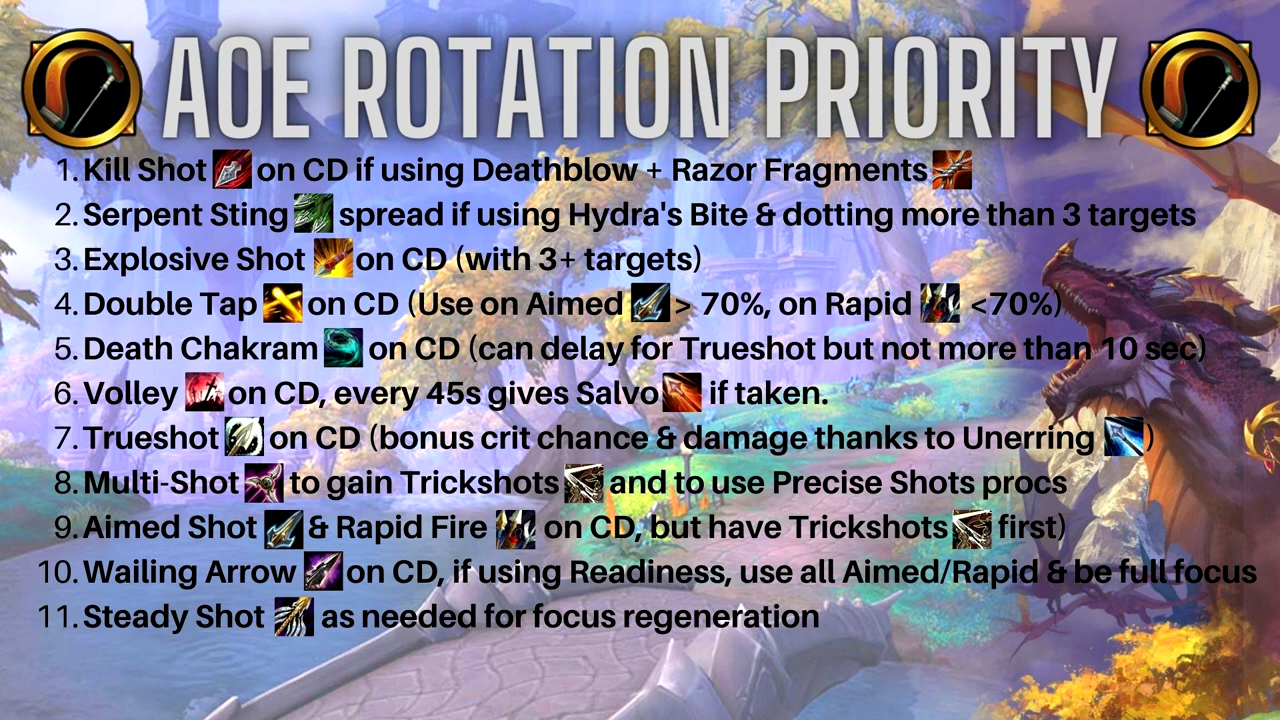 AOE ROTATION PRIORITY
1. Kill Shot on CD if using Deathblow + Razor Fragments
2. Serpent Sting spread if using Hydra's Bite & dotting more than 3 targets
3. Explosive Shot on CD (with 3+ targets)
4. Double Tap on CD (Use on Aimed > 70%, on Rapid <70%)
5. Death Chakram on CD (can delay for Trueshot but not more than 10 sec)
6. Volley on CD, every 45s gives Salvo if taken.
7. Trueshot on CD (bonus crit chance & damage thanks to Unerring )
8. Multi-Shot to gain Trickshots and to use Precise Shots procs
9. Aimed Shot & Rapid Fire on CD, but have Trickshots first)
10. Wailing Arrow on CD, if using Readiness, use all Aimed/Rapid & be full focus
11. Steady Shot as needed for focus regeneration